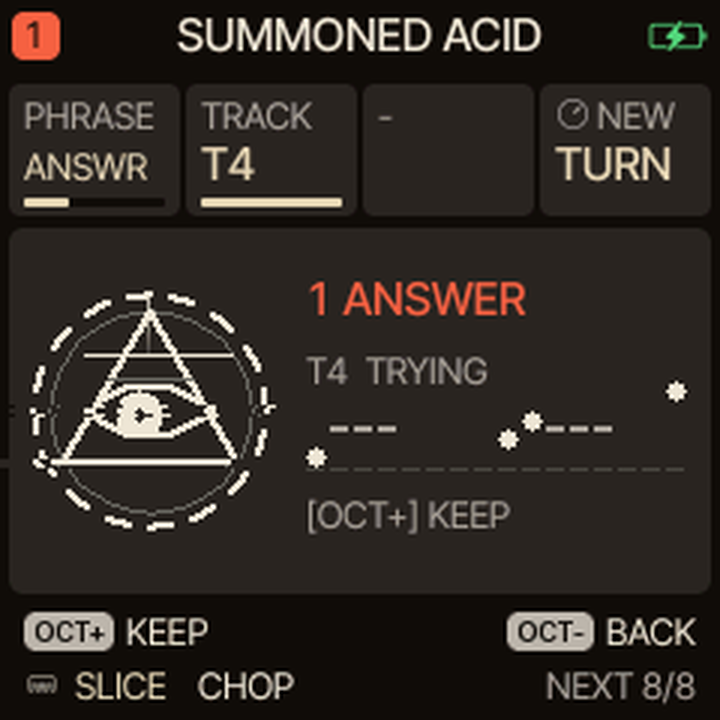 1 SUMMONED ACID
PHRASE TRACK - NEW
ANSWR T4 TURN
1 ANSWER
T4 TRYING
[OCT+] KEEP
OCT+ KEEP OCT- BACK
SLICE CHOP NEXT 8/8